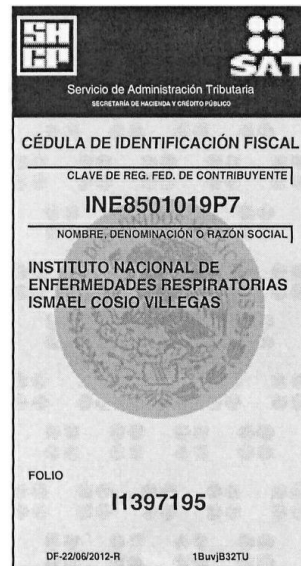 SHCP
SAT
Servicio de Administración Tributaria
SECRETARÍA DE HACIENDA Y CRÉDITO PÚBLICO
CÉDULA DE IDENTIFICACIÓN FISCAL
CLAVE DE REG. FED. DE CONTRIBUYENTE
INE8501019P7
NOMBRE, DENOMINACIÓN O RAZÓN SOCIAL
INSTITUTO NACIONAL DE
ENFERMEDADES RESPIRATORIAS
ISMAEL COSIO VILLEGAS
FOLIO
I1397195
DF-22/06/2012-R 1BuvjB32TU